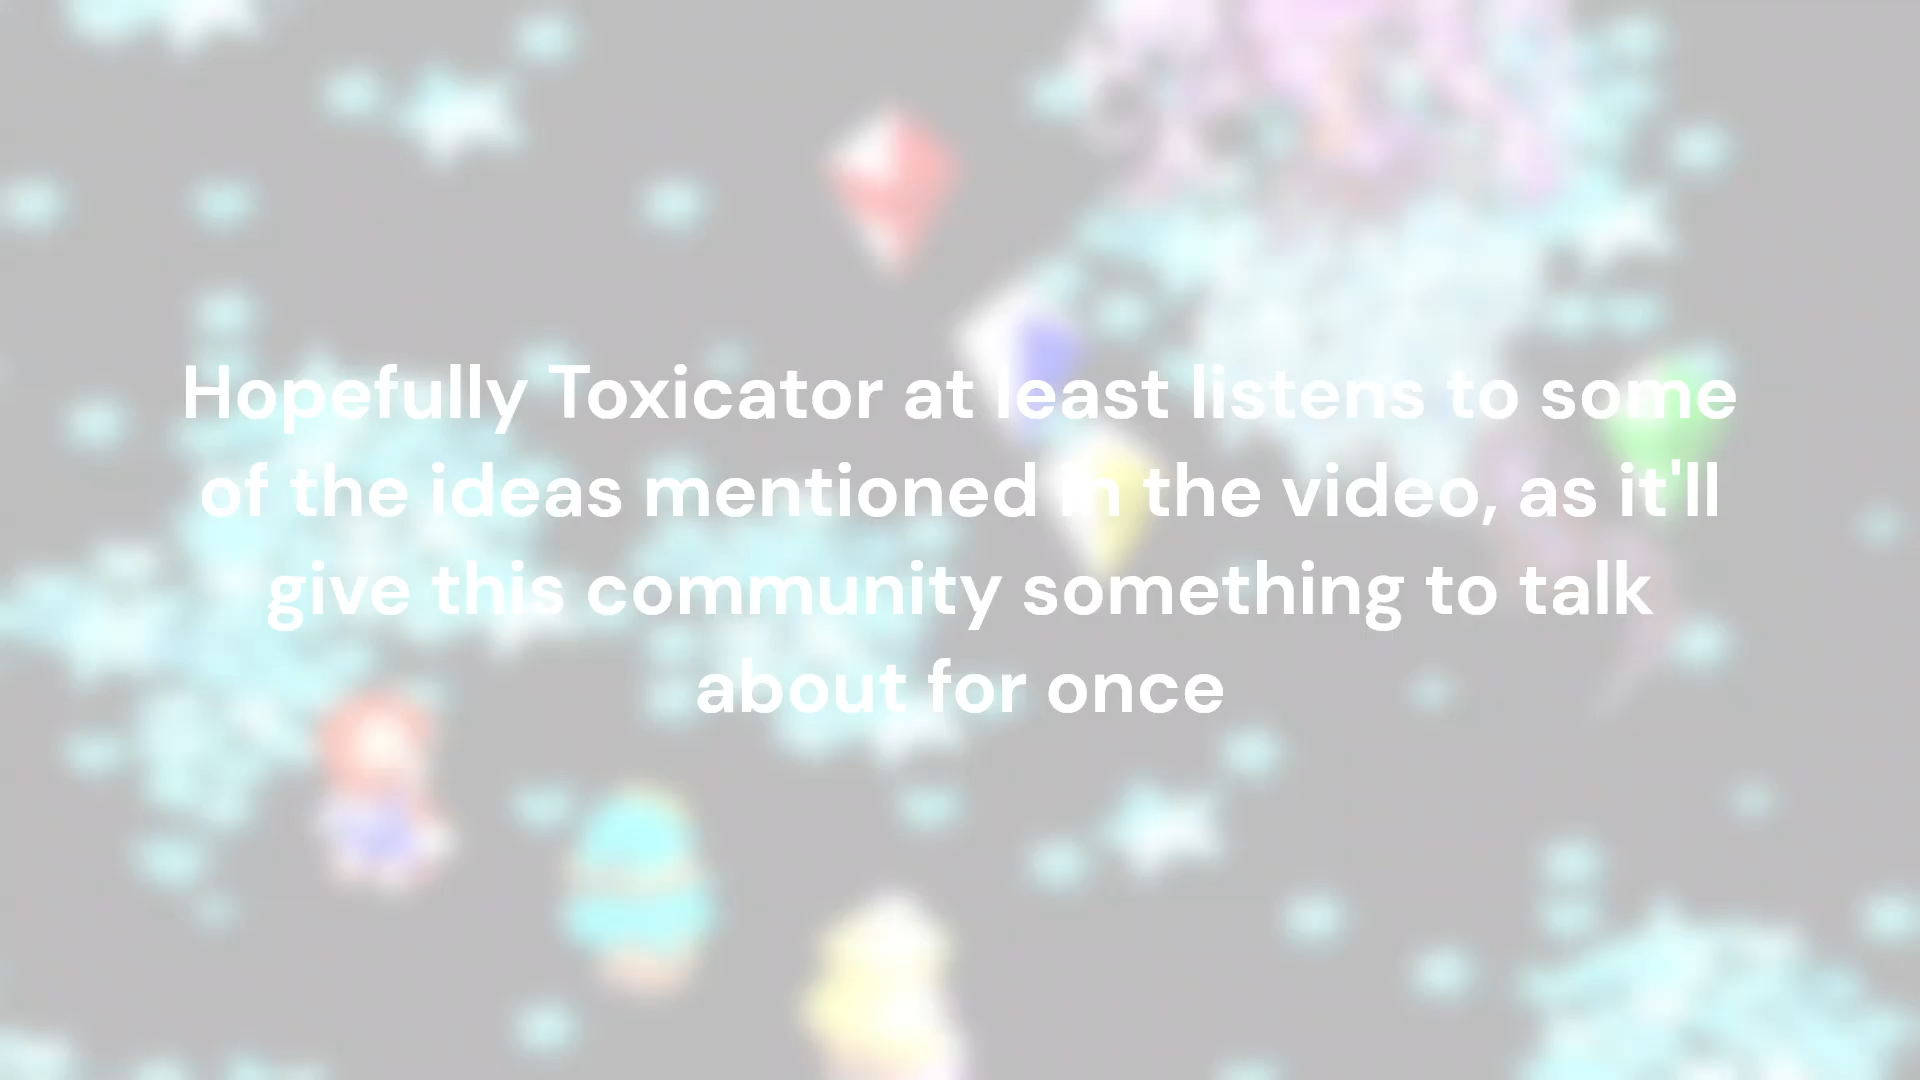 Hopefully Toxicator at least listens to some
of the ideas mentioned in the video, as it'll
give this community something to talk
about for once